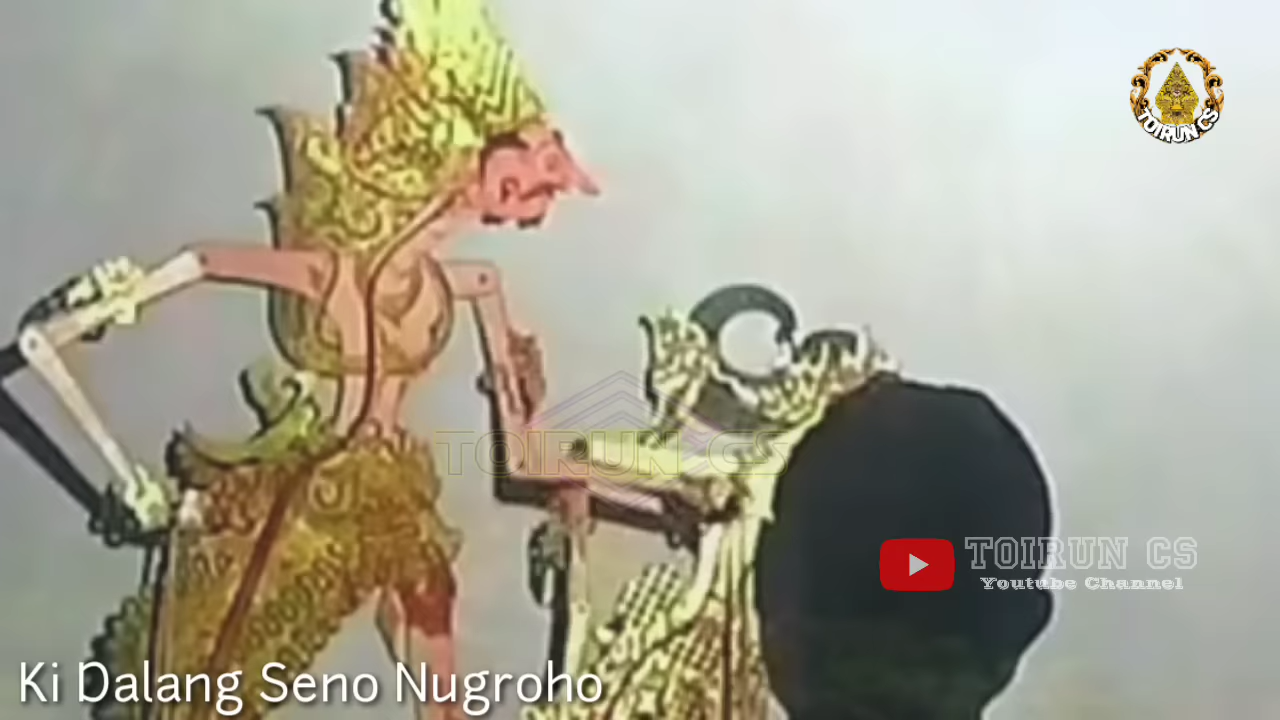 TOIRUN CS
TOIRUN CS
TOIRUN CS
Youtube Channel
Ki Dalang Seno Nugroho